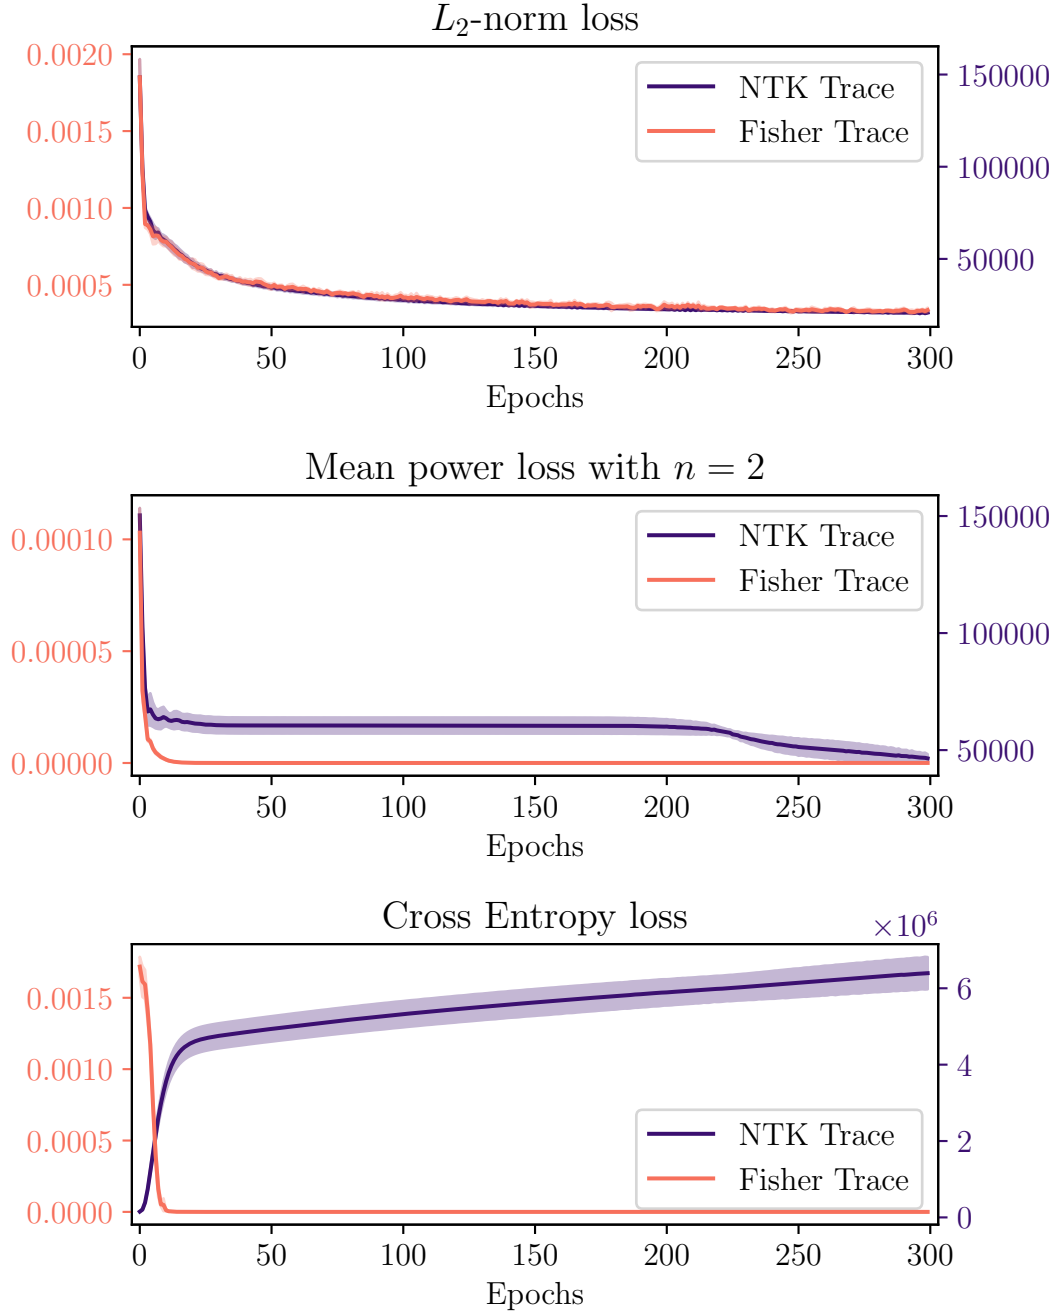 L₂-norm loss
0.0020
0.0015
0.0010
0.0005
150000
100000
50000
NTK Trace
Fisher Trace
0 50 100 150 200 250 300
Epochs
Mean power loss with n = 2
0.00010
0.00005
0.00000
150000
100000
50000
NTK Trace
Fisher Trace
0 50 100 150 200 250 300
Epochs
Cross Entropy loss
×10⁶
0.0015
0.0010
0.0005
0.0000
6
4
2
0
NTK Trace
Fisher Trace
0 50 100 150 200 250 300
Epochs